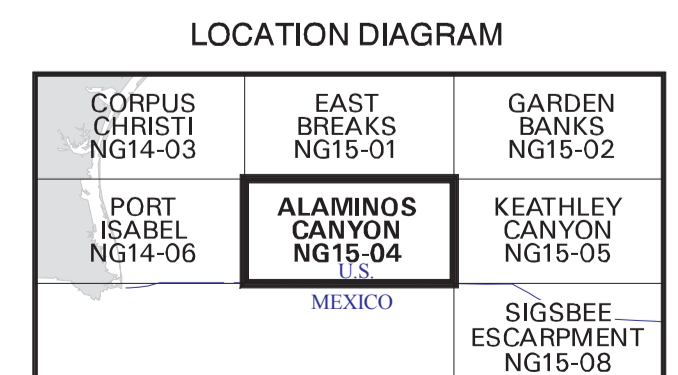 LOCATION DIAGRAM
CORPUS
CHRISTI
NG14-03
EAST
BREAKS
NG15-01
GARDEN
BANKS
NG15-02
PORT
ISABEL
NG14-06
ALAMINOS
CANYON
NG15-04
U.S.
MEXICO
KEATHLEY
CANYON
NG15-05
SIGSBEE
ESCARPMENT
NG15-08